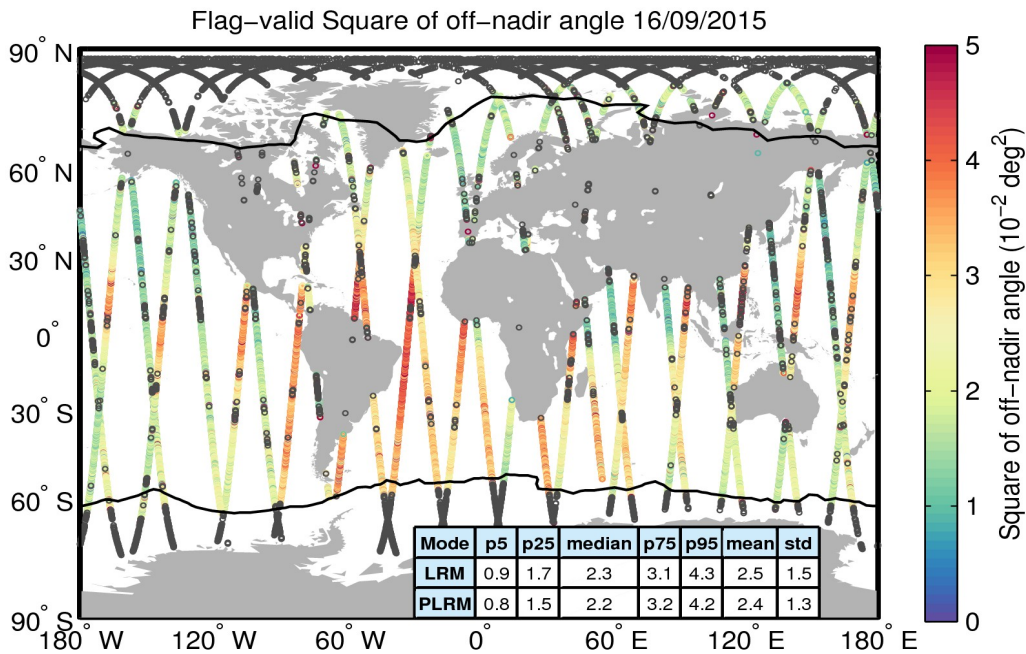 Flag−valid Square of off−nadir angle 16/09/2015
90° N
60° N
30° N
0°
30° S
60° S
90° S
180° W
120° W
60° W
0°
60° E
120° E
180° E
Mode p5 p25 median p75 p95 mean std
LRM 0.9 1.7 2.3 3.1 4.3 2.5 1.5
PLRM 0.8 1.5 2.2 3.2 4.2 2.4 1.3
5
4
3
2
1
0
Square of off−nadir angle (10⁻² deg²)